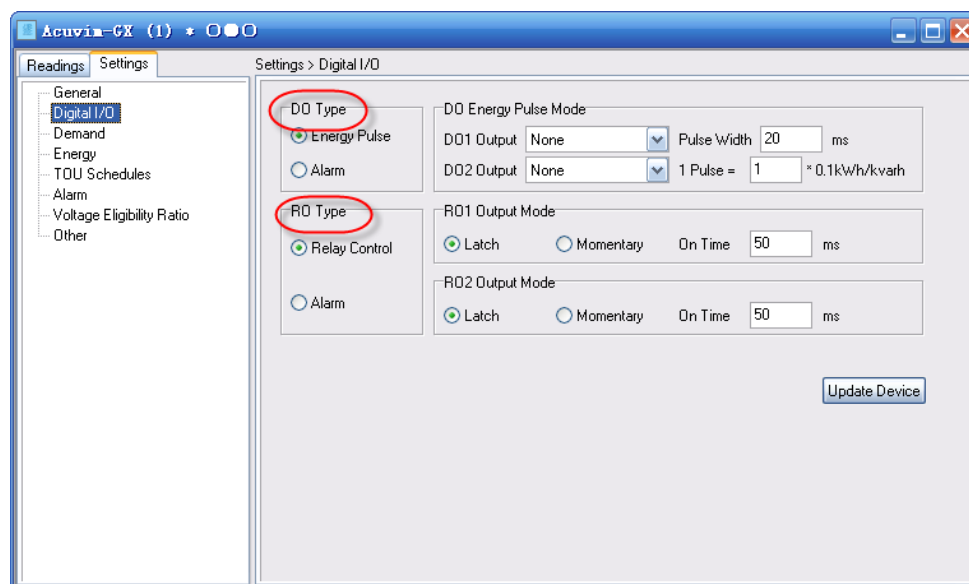 Acuvim-GX (1) *
Readings
Settings
Settings > Digital I/O
General
Digital I/O
Demand
Energy
TOU Schedules
Alarm
Voltage Eligibility Ratio
Other
DO Type
Energy Pulse
Alarm
DO Energy Pulse Mode
DO1 Output None Pulse Width 20 ms
DO2 Output None 1 Pulse = 1 * 0.1kWh/kvarh
RO Type
Relay Control
Alarm
RO1 Output Mode
Latch Momentary On Time 50 ms
RO2 Output Mode
Latch Momentary On Time 50 ms
Update Device